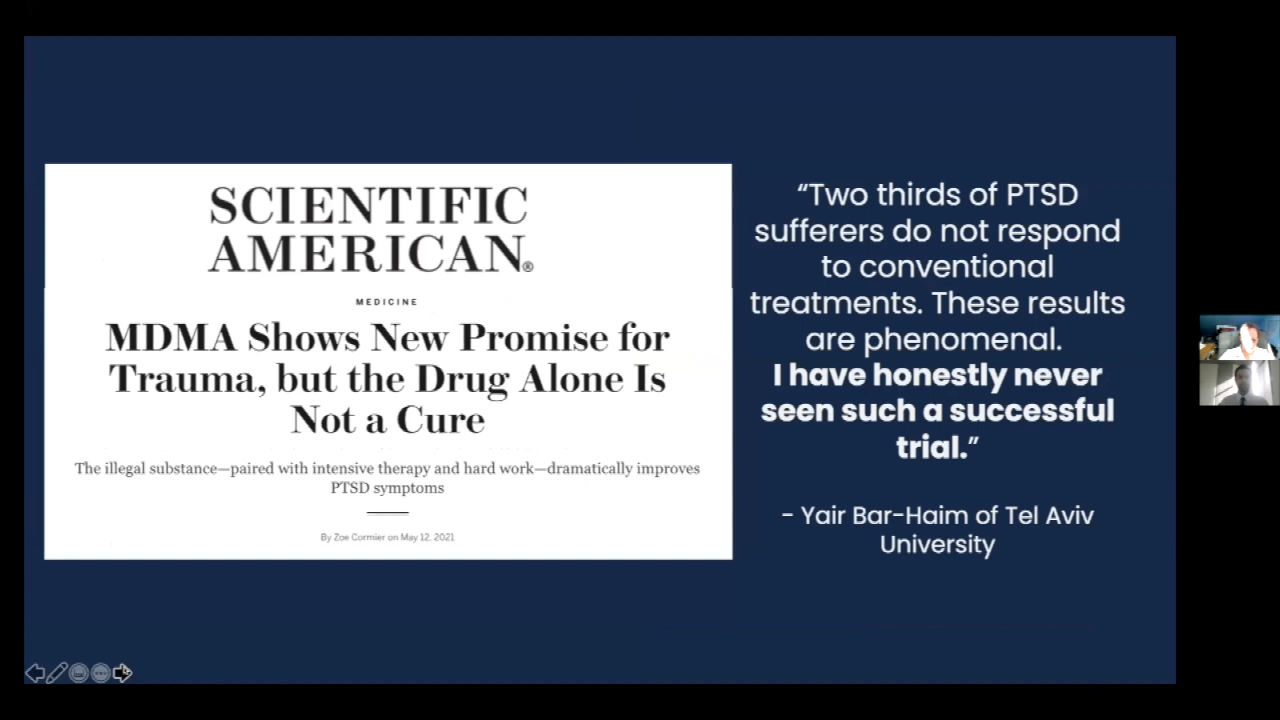 SCIENTIFIC
AMERICAN®
MEDICINE
MDMA Shows New Promise for
Trauma, but the Drug Alone Is
Not a Cure
The illegal substance—paired with intensive therapy and hard work—dramatically improves
PTSD symptoms
By Zoe Cormier on May 12, 2021
“Two thirds of PTSD
sufferers do not respond
to conventional
treatments. These results
are phenomenal.
I have honestly never
seen such a successful
trial.”
- Yair Bar-Haim of Tel Aviv
University